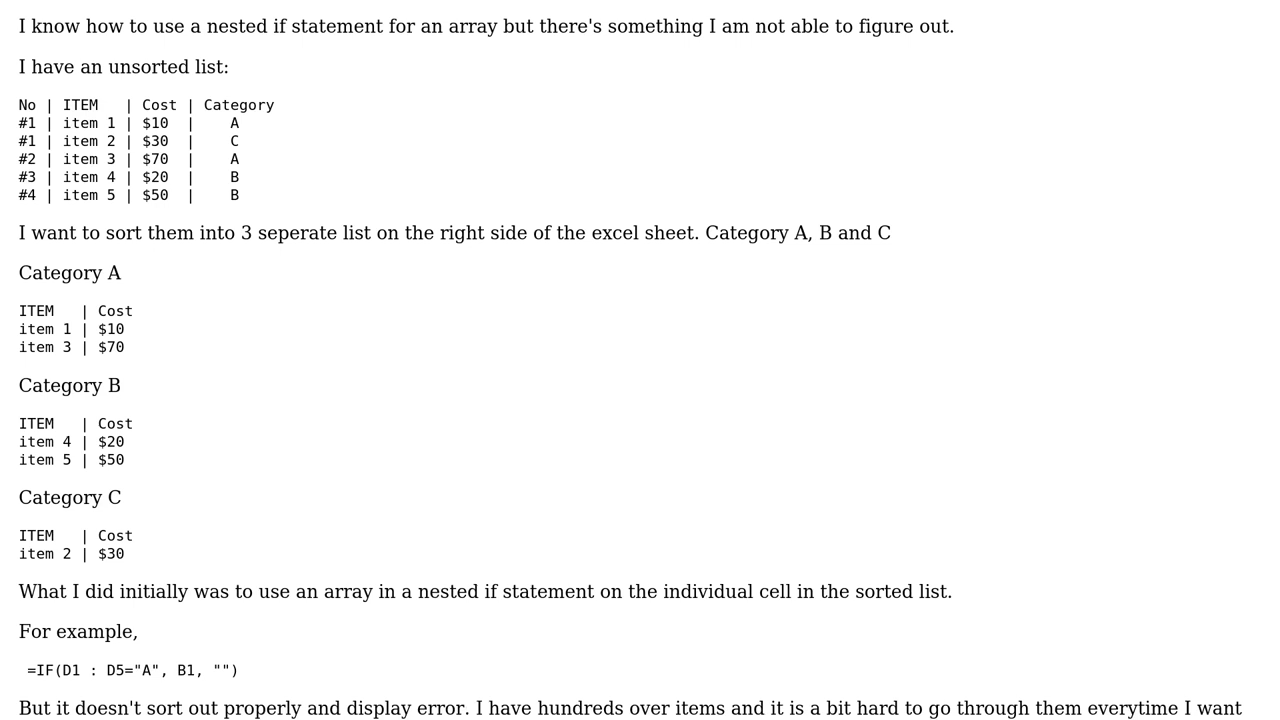 I know how to use a nested if statement for an array but there's something I am not able to figure out.
I have an unsorted list:
No | ITEM   | Cost | Category
#1 | item 1 | $10  |    A
#1 | item 2 | $30  |    C
#2 | item 3 | $70  |    A
#3 | item 4 | $20  |    B
#4 | item 5 | $50  |    B
I want to sort them into 3 seperate list on the right side of the excel sheet. Category A, B and C
Category A
ITEM   | Cost
item 1 | $10
item 3 | $70
Category B
ITEM   | Cost
item 4 | $20
item 5 | $50
Category C
ITEM   | Cost
item 2 | $30
What I did initially was to use an array in a nested if statement on the individual cell in the sorted list.
For example,
=IF(D1 : D5="A", B1, "")
But it doesn't sort out properly and display error. I have hundreds over items and it is a bit hard to go through them everytime I want